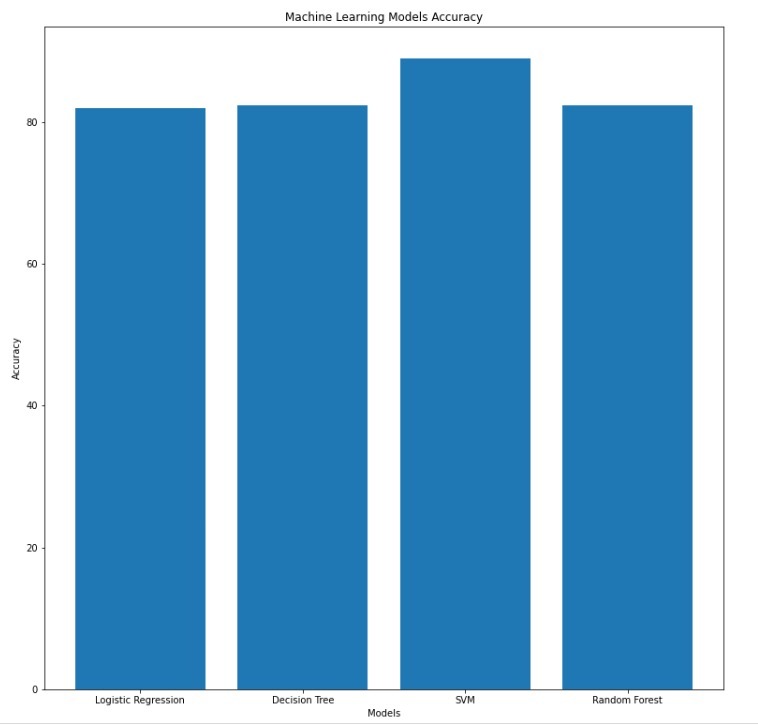 Machine Learning Models Accuracy
80
60
40
20
0
Accuracy
Logistic Regression
Decision Tree
SVM
Random Forest
Models